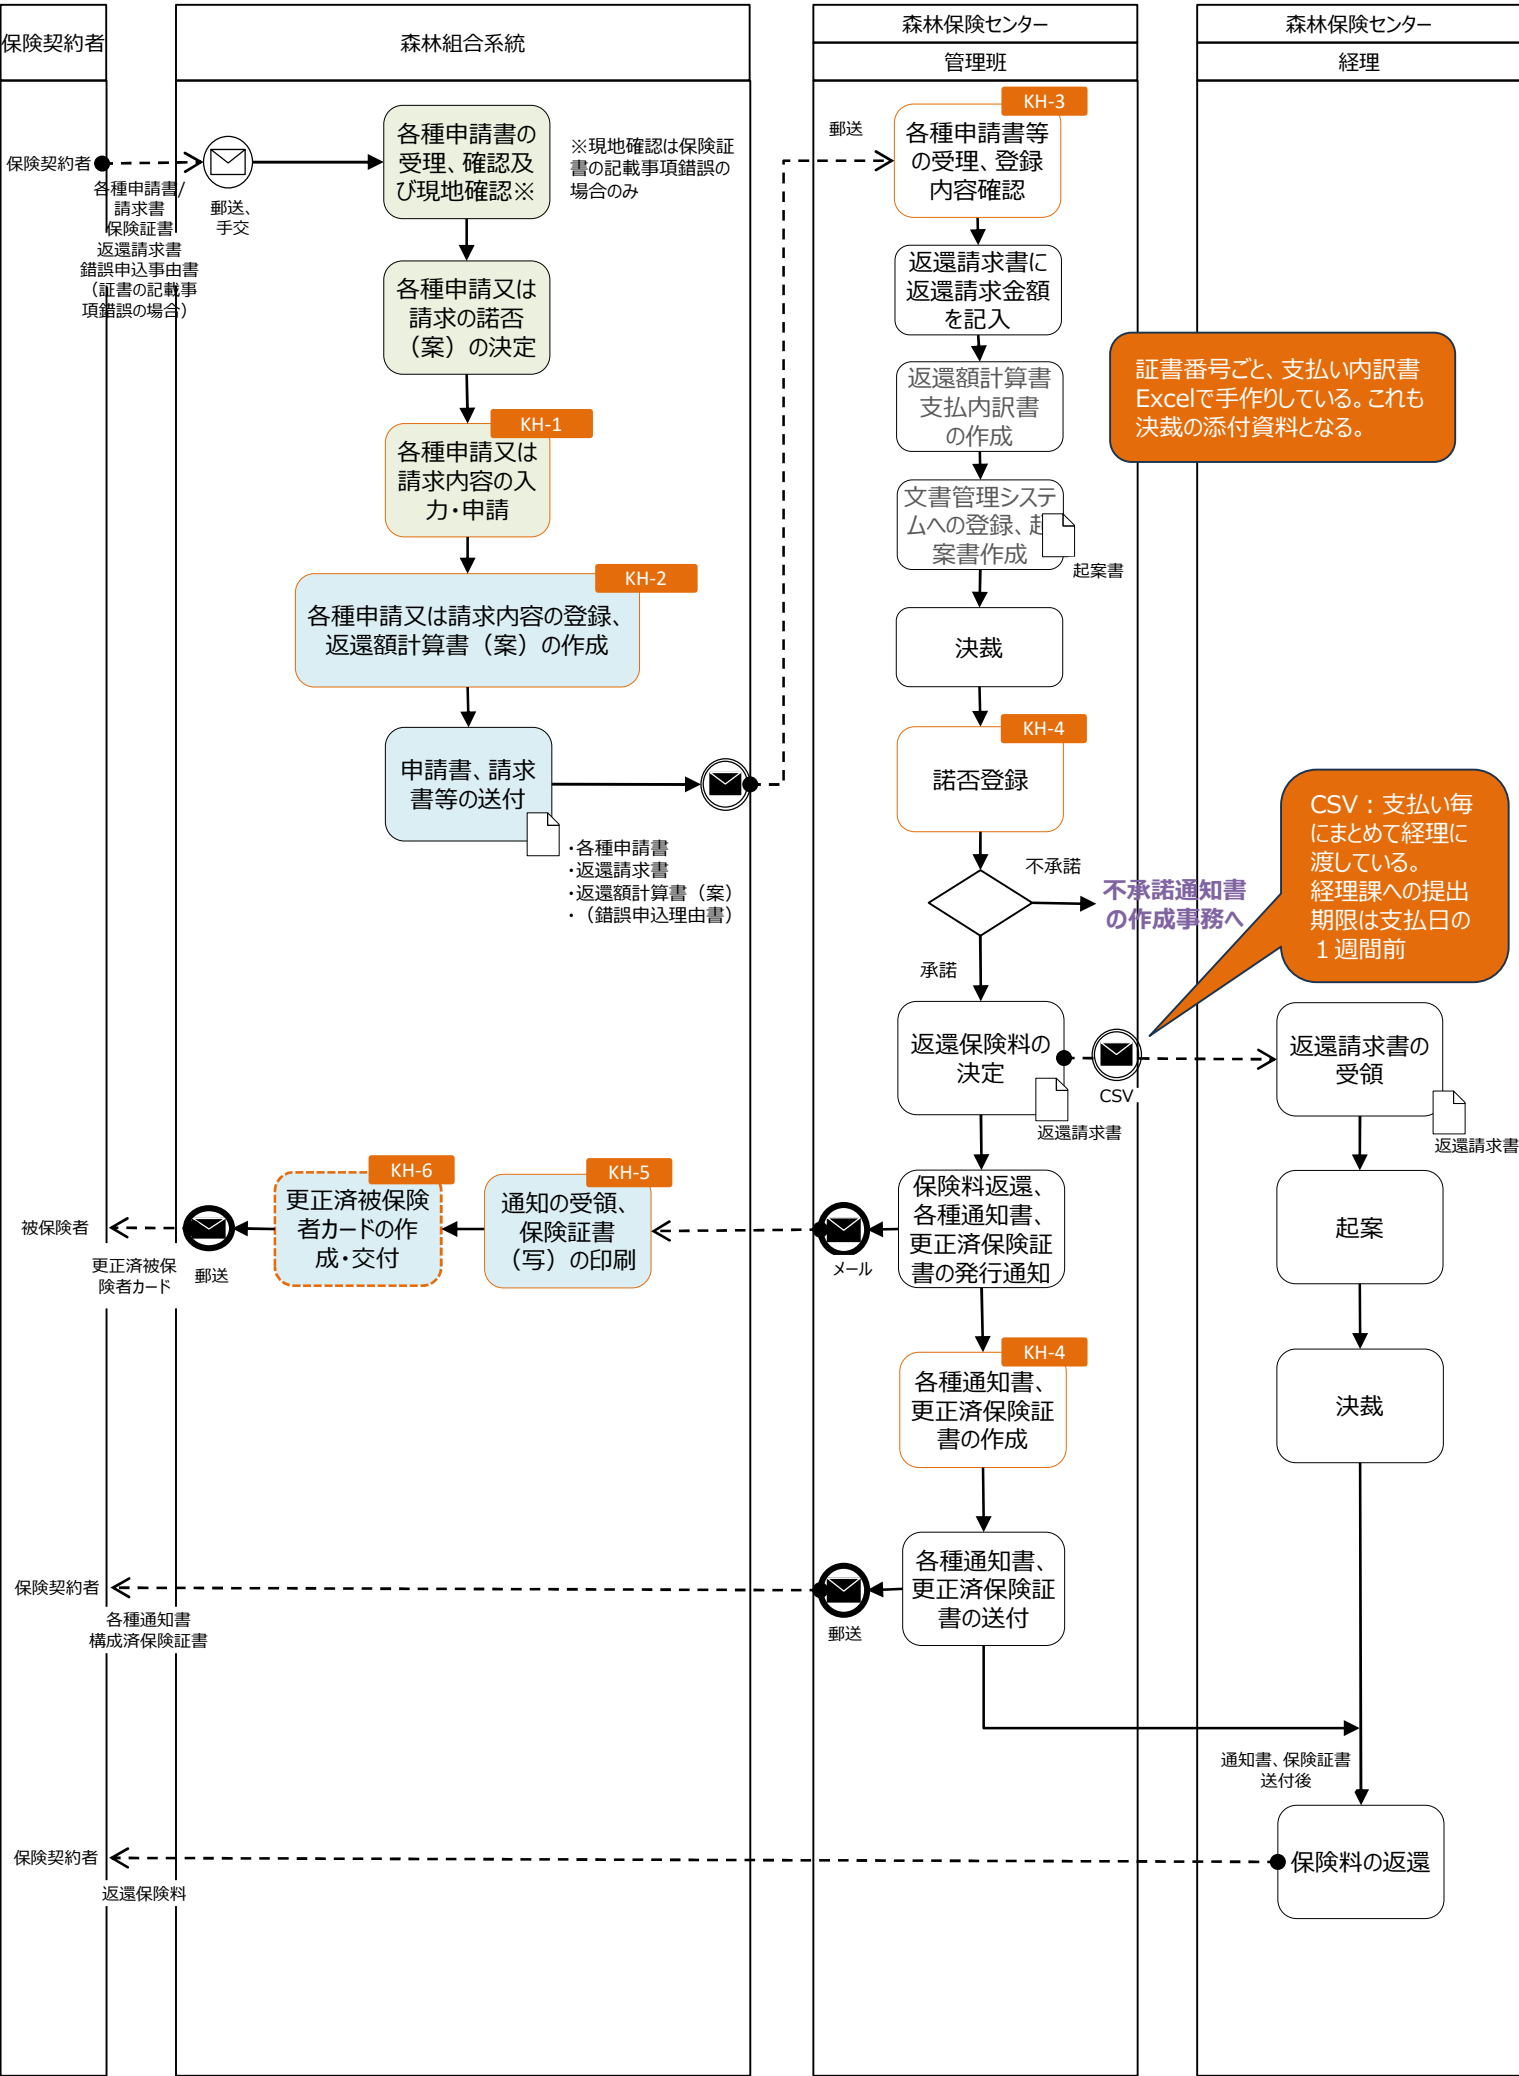 保険契約者
森林組合系統
森林保険センター
管理班
森林保険センター
経理
保険契約者
各種申請書/
請求書
保険証書
返還請求書
錯誤申込事由書
（証書の記載事
項錯誤の場合）
郵送、
手交
各種申請書の
受理、確認及
び現地確認※
※現地確認は保険証
書の記載事項錯誤の
場合のみ
各種申請又は
請求の諾否
（案）の決定
KH-1
各種申請又は
請求内容の入
力・申請
KH-2
各種申請又は請求内容の登録、
返還額計算書（案）の作成
申請書、請求
書等の送付
・各種申請書
・返還請求書
・返還額計算書（案）
・（錯誤申込理由書）
郵送
KH-3
各種申請書等
の受理、登録
内容確認
返還請求書に
返還請求金額
を記入
返還額計算書
支払内訳書
の作成
証書番号ごと、支払い内訳書
Excelで手作りしている。これも
決裁の添付資料となる。
文書管理システ
ムへの登録、起
案書作成
起案書
決裁
KH-4
諾否登録
不承諾
不承諾通知書
の作成事務へ
承諾
CSV：支払い毎
にまとめて経理に
渡している。
経理課への提出
期限は支払日の
１週間前
返還保険料の
決定
返還請求書
CSV
返還請求書の
受領
返還請求書
保険料返還、
各種通知書、
更正済保険証
書の発行通知
メール
KH-5
通知の受領、
保険証書
（写）の印刷
KH-6
更正済被保険
者カードの作
成・交付
郵送
被保険者
更正済被保
険者カード
起案
KH-4
各種通知書、
更正済保険証
書の作成
決裁
各種通知書、
更正済保険証
書の送付
郵送
保険契約者
各種通知書
構成済保険証書
通知書、保険証書
送付後
保険料の返還
保険契約者
返還保険料